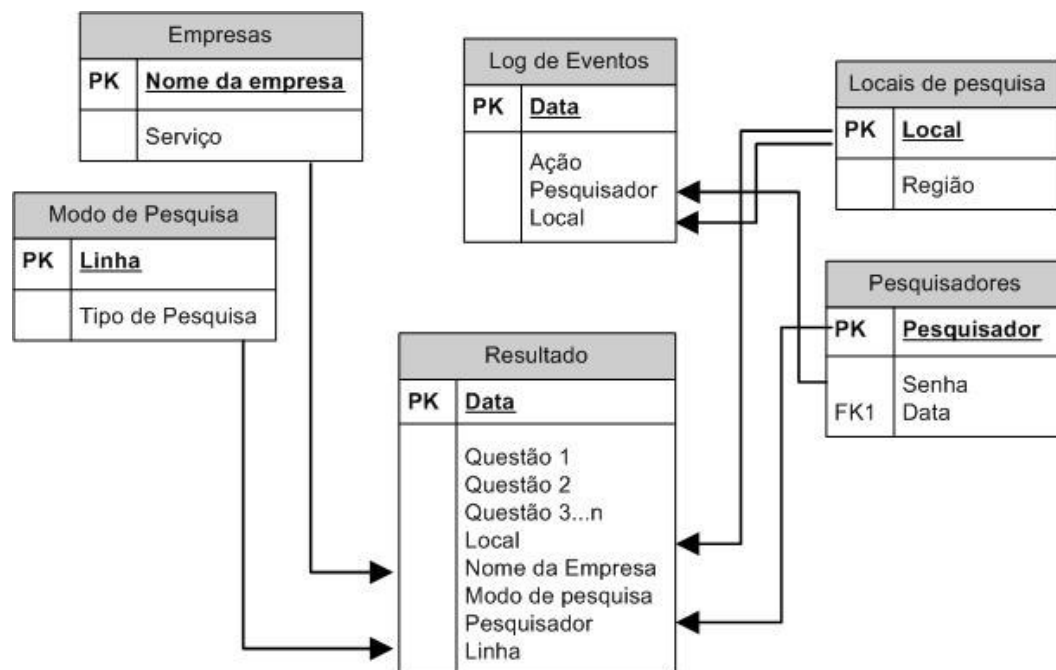 Empresas
PK Nome da empresa
Serviço
Modo de Pesquisa
PK Linha
Tipo de Pesquisa
Log de Eventos
PK Data
Ação
Pesquisador
Local
Locais de pesquisa
PK Local
Região
Pesquisadores
PK Pesquisador
Senha
FK1 Data
Resultado
PK Data
Questão 1
Questão 2
Questão 3...n
Local
Nome da Empresa
Modo de pesquisa
Pesquisador
Linha